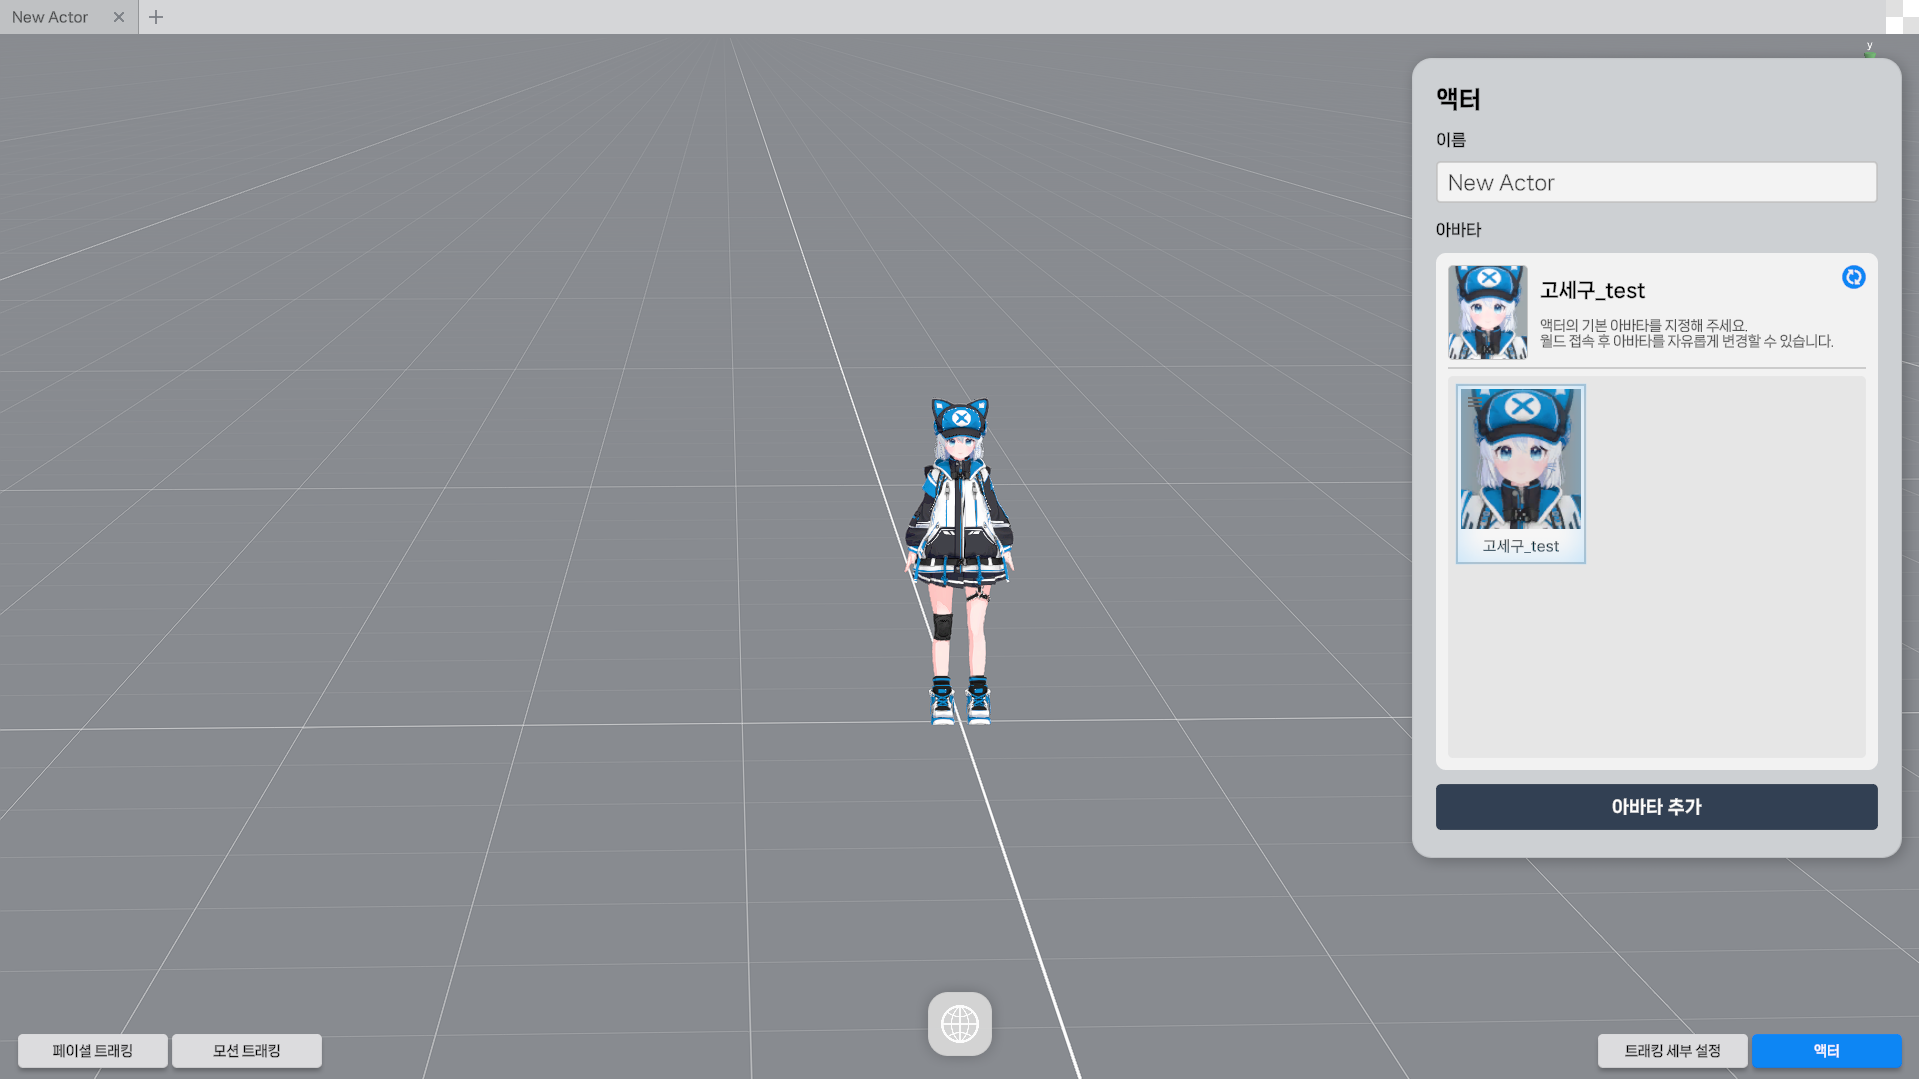 New Actor
y
액터
이름
New Actor
아바타
고세구_test
액터의 기본 아바타를 지정해 주세요.
월드 접속 후 아바타를 자유롭게 변경할 수 있습니다.
고세구_test
아바타 추가
페이셜 트래킹
모션 트래킹
트래킹 세부 설정
액터